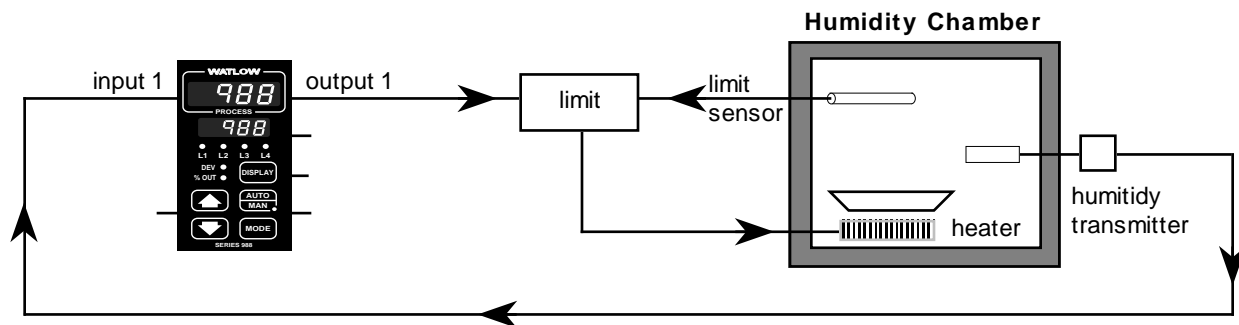 Humidity Chamber
input 1
WATLOW
output 1
988
PROCESS
988
L1 L2 L3 L4
DEV
% OUT
DISPLAY
AUTO
MAN
MODE
SERIES 988
limit
limit
sensor
heater
humitidy
transmitter